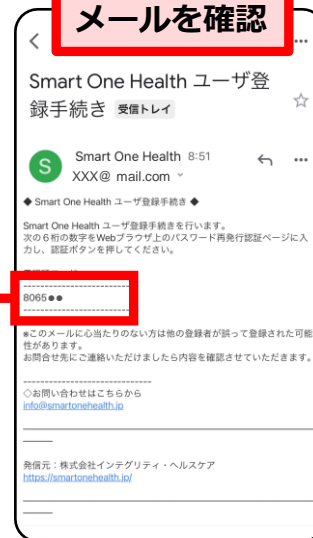 メールを確認
Smart One Health ユーザ登
録手続き 受信トレイ
S
Smart One Health 8:51
XXX@ mail.com
◆ Smart One Health ユーザ登録手続き ◆
Smart One Health ユーザ登録手続きを行います。
次の６桁の数字をWebブラウザ上のパスワード再発行認証ページに入
力し、認証ボタンを押してください。
------------------------------
8065●●
------------------------------
※このメールに心当たりのない方は他の登録者が誤って登録された可能
性があります。
お問合せ先にご連絡いただけましたら内容を確認させていただきます。
------------------------------
◇お問い合わせはこちらから
info@smartonehealth.jp
発信元：株式会社インテグリティ・ヘルスケア
https://smartonehealth.jp/